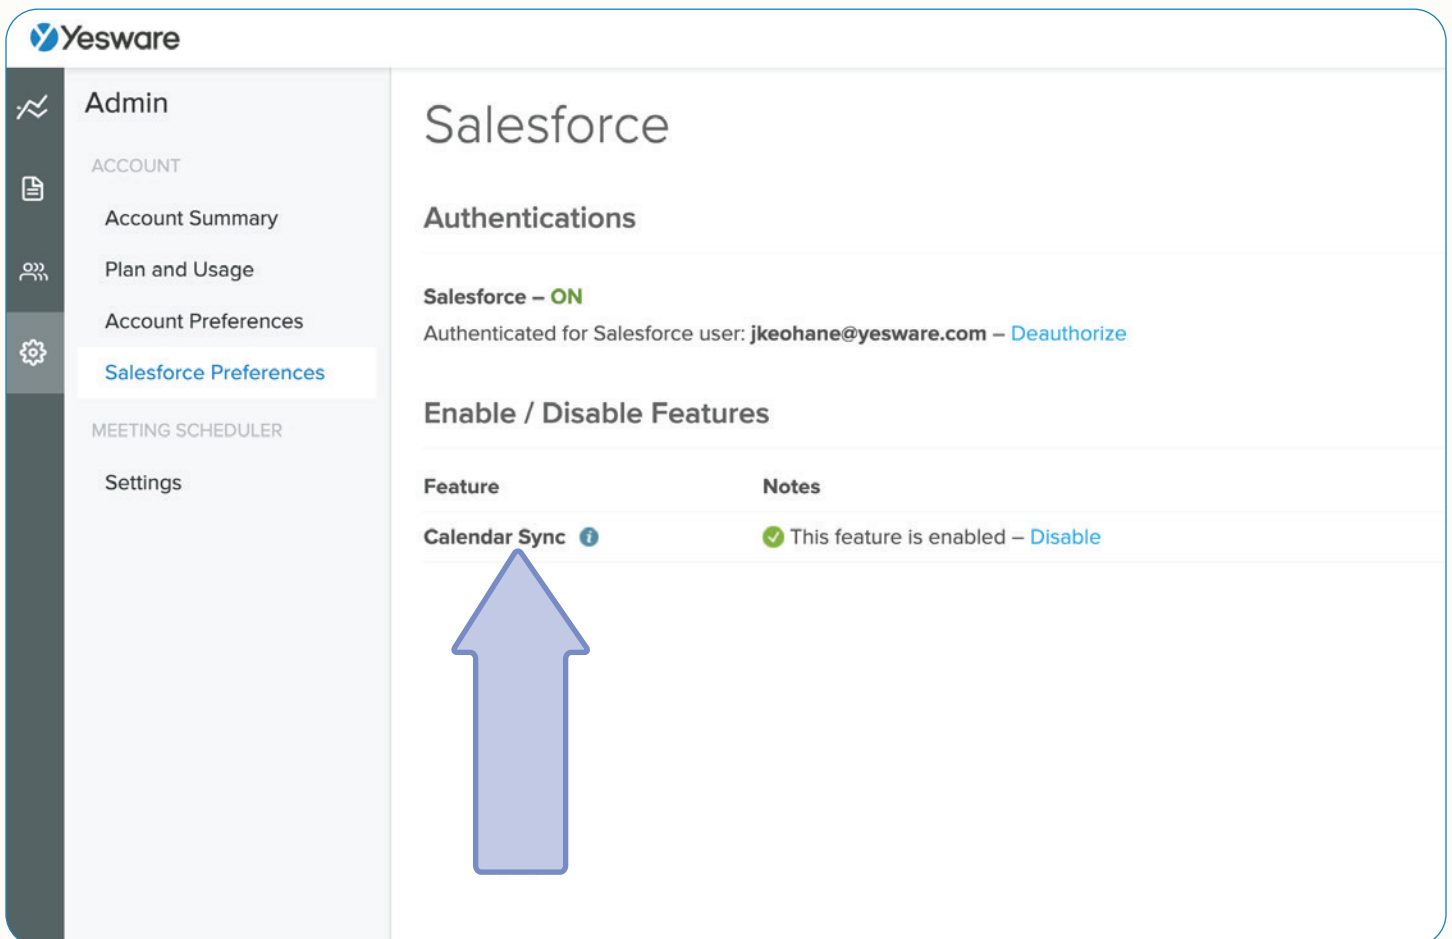 Yesware
Admin
ACCOUNT
Account Summary
Plan and Usage
Account Preferences
Salesforce Preferences
MEETING SCHEDULER
Settings
Salesforce
Authentications
Salesforce – ON
Authenticated for Salesforce user: jkeohane@yesware.com – Deauthorize
Enable / Disable Features
Feature Notes
Calendar Sync i This feature is enabled – Disable